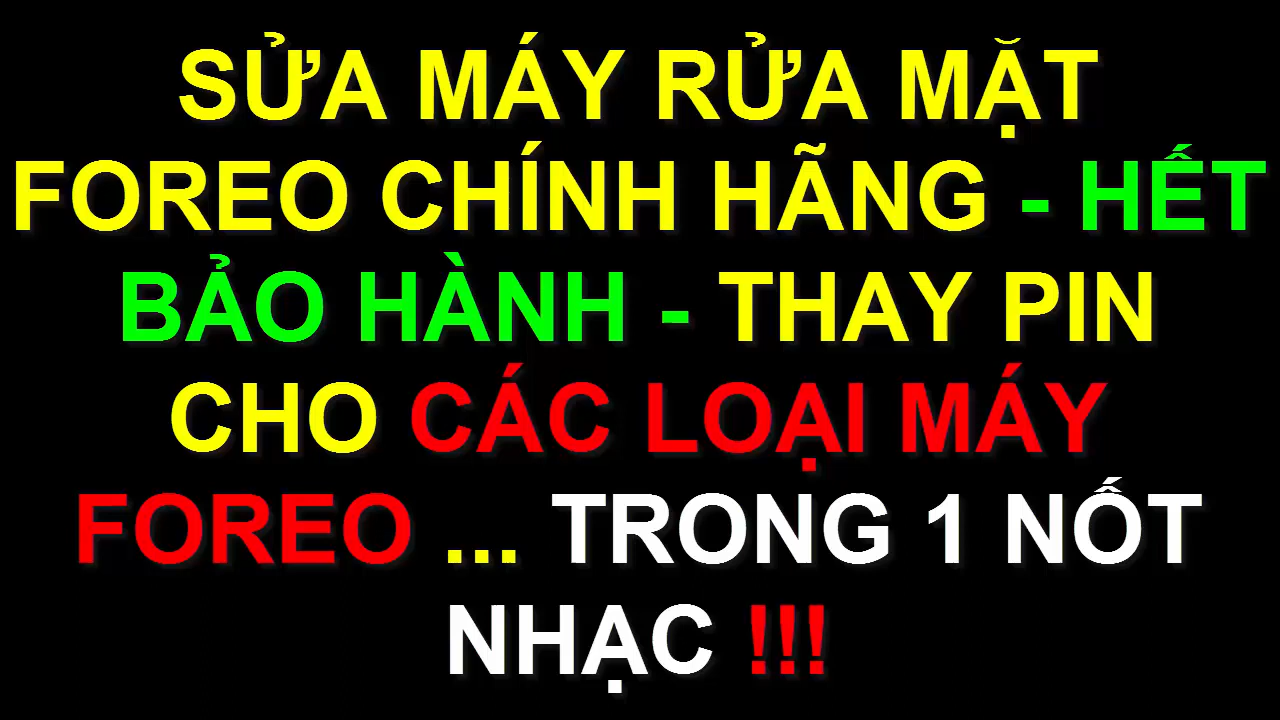 SỬA MÁY RỬA MẶT
FOREO CHÍNH HÃNG - HẾT
BẢO HÀNH - THAY PIN
CHO CÁC LOẠI MÁY
FOREO ... TRONG 1 NỐT
NHẠC !!!